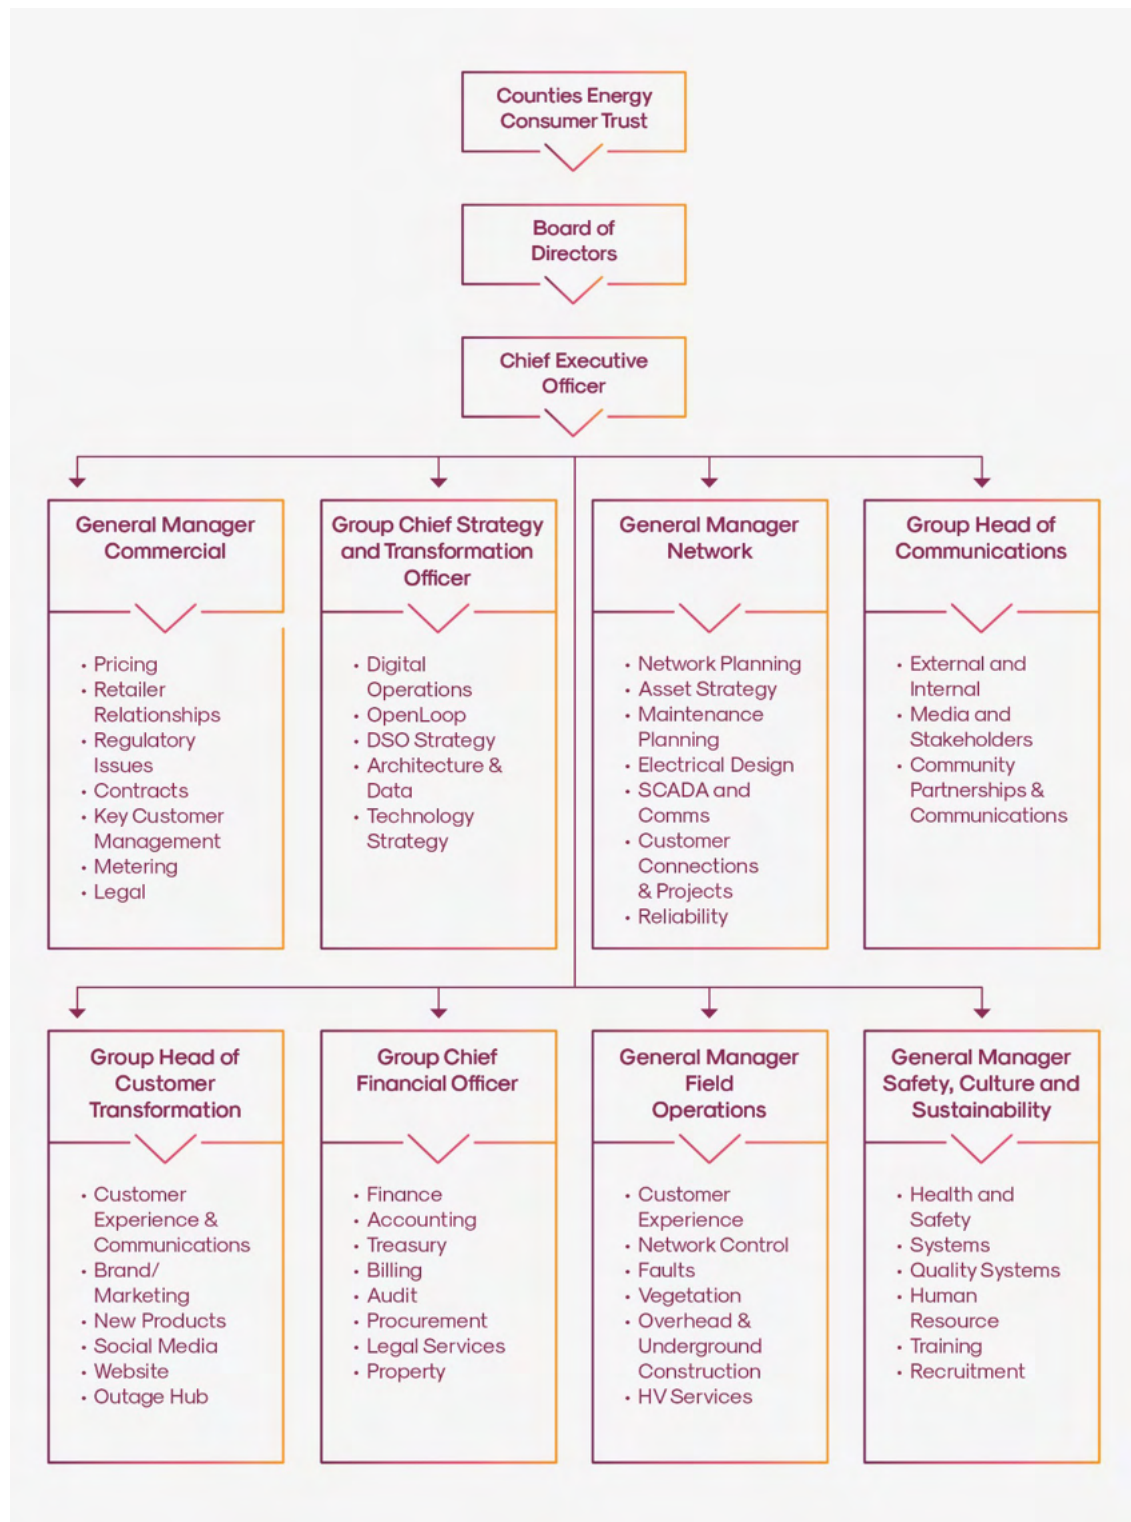 Counties Energy
Consumer Trust
Board of
Directors
Chief Executive
Officer
General Manager
Commercial
• Pricing
• Retailer
Relationships
• Regulatory
Issues
• Contracts
• Key Customer
Management
• Metering
• Legal
Group Chief Strategy
and Transformation
Officer
• Digital
Operations
• OpenLoop
• DSO Strategy
• Architecture &
Data
• Technology
Strategy
General Manager
Network
• Network Planning
• Asset Strategy
• Maintenance
Planning
• Electrical Design
• SCADA and
Comms
• Customer
Connections
& Projects
• Reliability
Group Head of
Communications
• External and
Internal
• Media and
Stakeholders
• Community
Partnerships &
Communications
Group Head of
Customer
Transformation
• Customer
Experience &
Communications
• Brand/
Marketing
• New Products
• Social Media
• Website
• Outage Hub
Group Chief
Financial Officer
• Finance
• Accounting
• Treasury
• Billing
• Audit
• Procurement
• Legal Services
• Property
General Manager
Field
Operations
• Customer
Experience
• Network Control
• Faults
• Vegetation
• Overhead &
Underground
Construction
• HV Services
General Manager
Safety, Culture and
Sustainability
• Health and
Safety
• Systems
• Quality Systems
• Human
Resource
• Training
• Recruitment